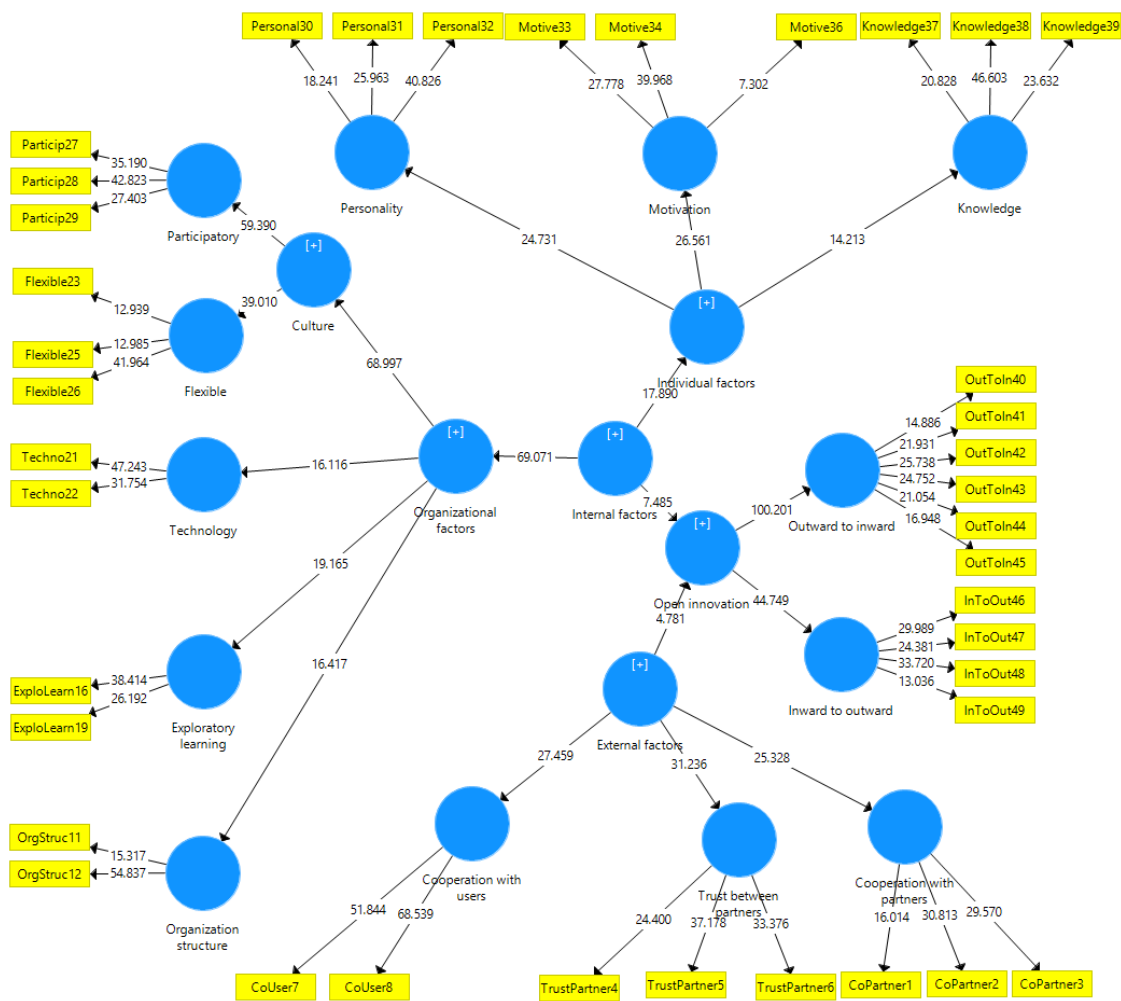 Personal30
Personal31
Personal32
Motive33
Motive34
Motive36
Knowledge37
Knowledge38
Knowledge39
18.241
25.963
40.826
27.778
39.968
7.302
20.828
46.603
23.632
Particip27
Particip28
Particip29
35.190
42.823
27.403
Participatory
Personality
Motivation
Knowledge
59.390
24.731
26.561
14.213
[+]
Culture
Flexible23
Flexible25
Flexible26
12.939
12.985
41.964
39.010
Flexible
68.997
[+]
Individual factors
17.890
Techno21
Techno22
47.243
31.754
Technology
16.116
[+]
Organizational
factors
69.071
[+]
Internal factors
7.485
[+]
Open innovation
100.201
44.749
Outward to inward
14.886
21.931
25.738
24.752
21.054
16.948
OutToIn40
OutToIn41
OutToIn42
OutToIn43
OutToIn44
OutToIn45
Inward to outward
29.989
24.381
33.720
13.036
InToOut46
InToOut47
InToOut48
InToOut49
19.165
16.417
ExploLearn16
ExploLearn19
38.414
26.192
Exploratory
learning
4.781
[+]
External factors
27.459
31.236
25.328
OrgStruc11
OrgStruc12
15.317
54.837
Organization
structure
Cooperation with
users
Trust between
partners
Cooperation with
partners
51.844
68.539
24.400
37.178
33.376
16.014
30.813
29.570
CoUser7
CoUser8
TrustPartner4
TrustPartner5
TrustPartner6
CoPartner1
CoPartner2
CoPartner3